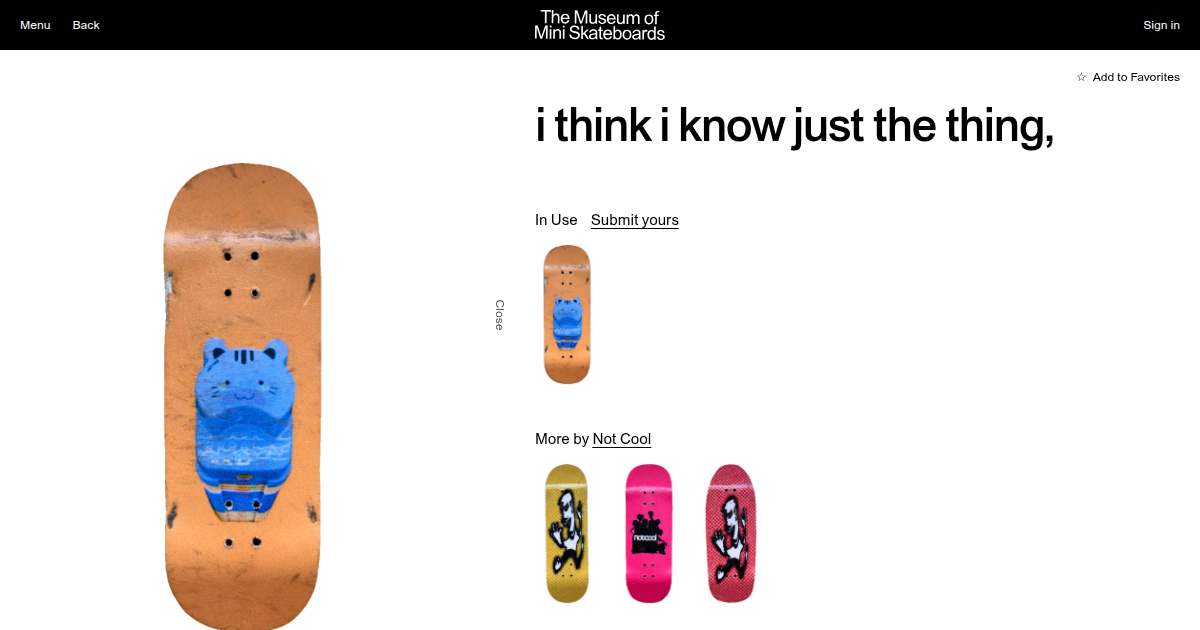 Menu Back
The Museum of
Mini Skateboards
Sign in
☆ Add to Favorites
i think i know just the thing,
In Use Submit yours
Close
More by Not Cool
notcool